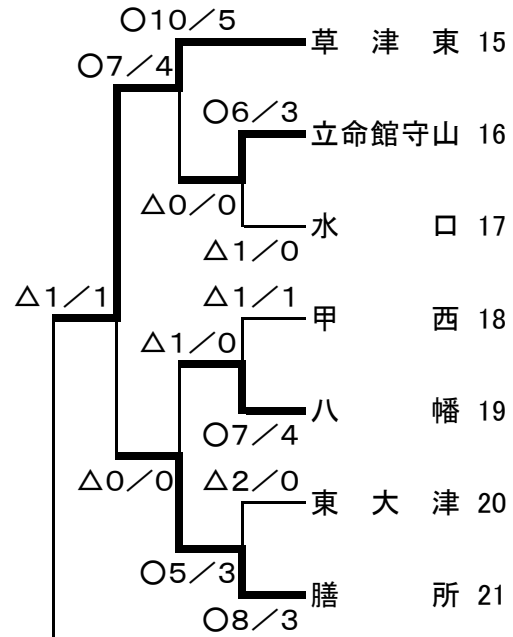 ○10／5
草津東 15
○7／4
○6／3
立命館守山 16
△0／0
水口 17
△1／0
△1／1
△1／1
甲西 18
△1／0
八幡 19
○7／4
△0／0
△2／0
東大津 20
○5／3
膳所 21
○8／3